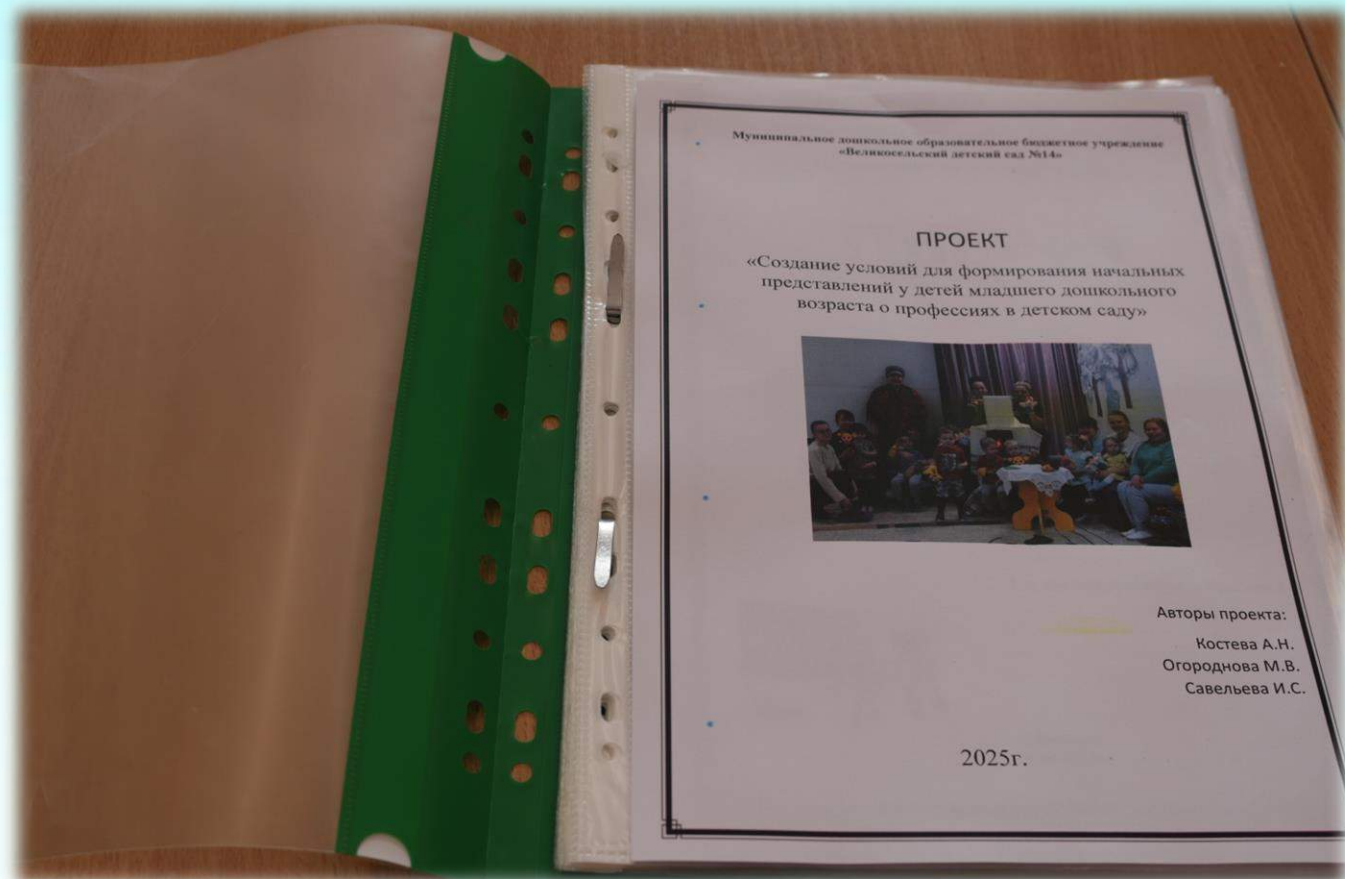 Муниципальное дошкольное образовательное бюджетное учреждение
«Великосельский детский сад №14»
ПРОЕКТ
«Создание условий для формирования начальных
представлений у детей младшего дошкольного
возраста о профессиях в детском саду»
Авторы проекта:
Костева А.Н.
Огороднова М.В.
Савельева И.С.
2025г.